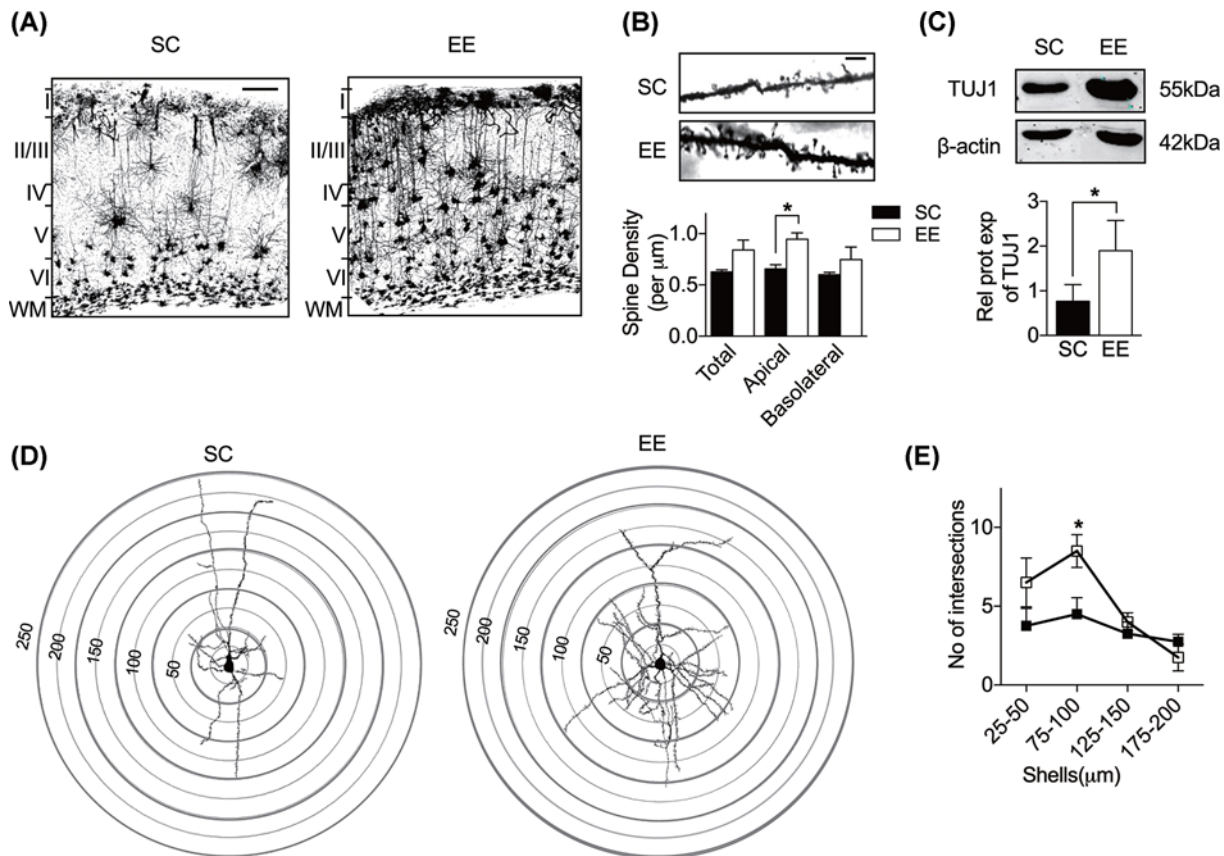 (A)
SC
EE
I
II/III
IV
V
VI
WM
I
II/III
IV
V
VI
WM
(B)
SC
EE
*
SC
EE
1.0
0.5
0.0
Spine Density
(per μm)
Total
Apical
Basolateral
(C)
SC EE
TUJ1 55kDa
β-actin 42kDa
*
3
2
1
0
Rel prot exp
of TUJ1
SC EE
(D)
SC
250
200
150
100
50
EE
250
200
150
100
50
(E)
*
10
5
0
No of intersections
25-50
75-100
125-150
175-200
Shells(μm)